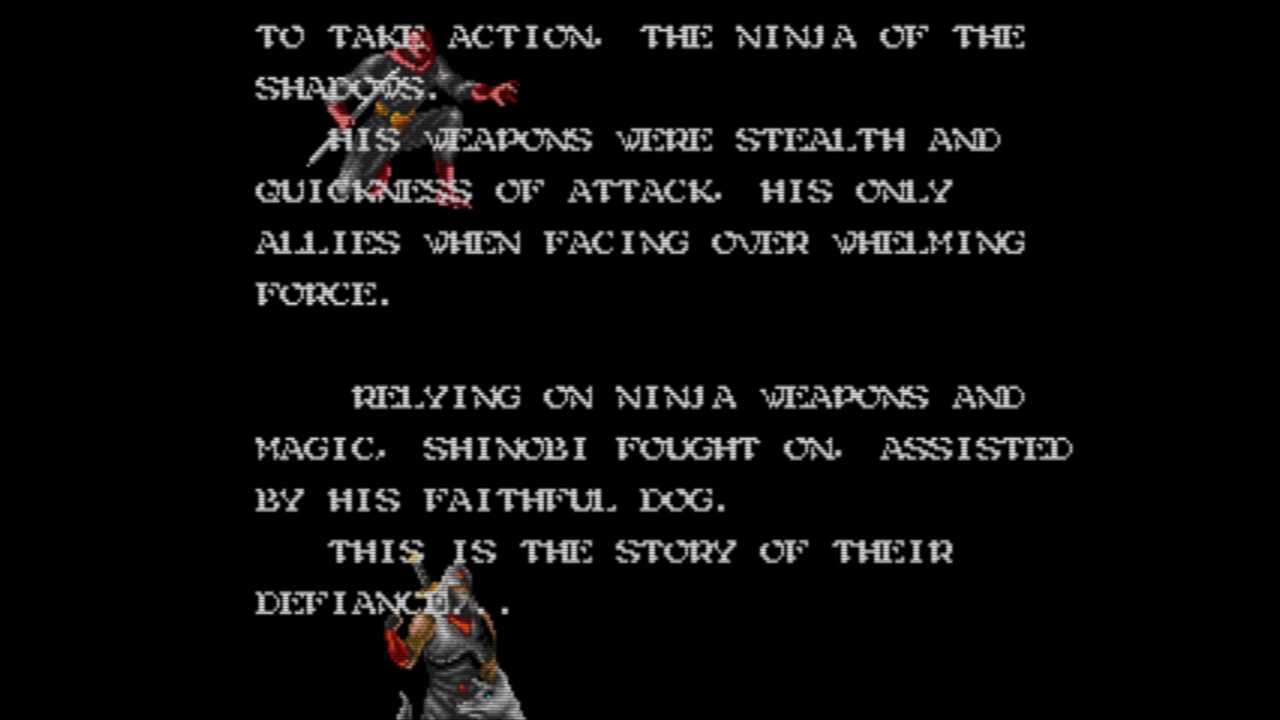 TO TAKE ACTION. THE NINJA OF THE
SHADOWS.
HIS WEAPONS WERE STEALTH AND
QUICKNESS OF ATTACK. HIS ONLY
ALLIES WHEN FACING OVER WHELMING
FORCE.
RELYING ON NINJA WEAPONS AND
MAGIC, SHINOBI FOUGHT ON. ASSISTED
BY HIS FAITHFUL DOG.
THIS IS THE STORY OF THEIR
DEFIANCE...